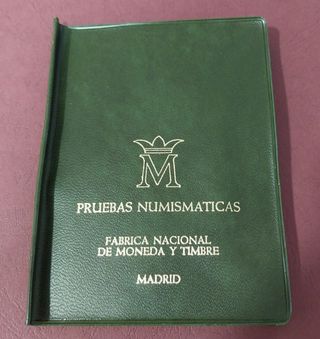 M
PRUEBAS NUMISMATICAS
FABRICA NACIONAL
DE MONEDA Y TIMBRE
MADRID